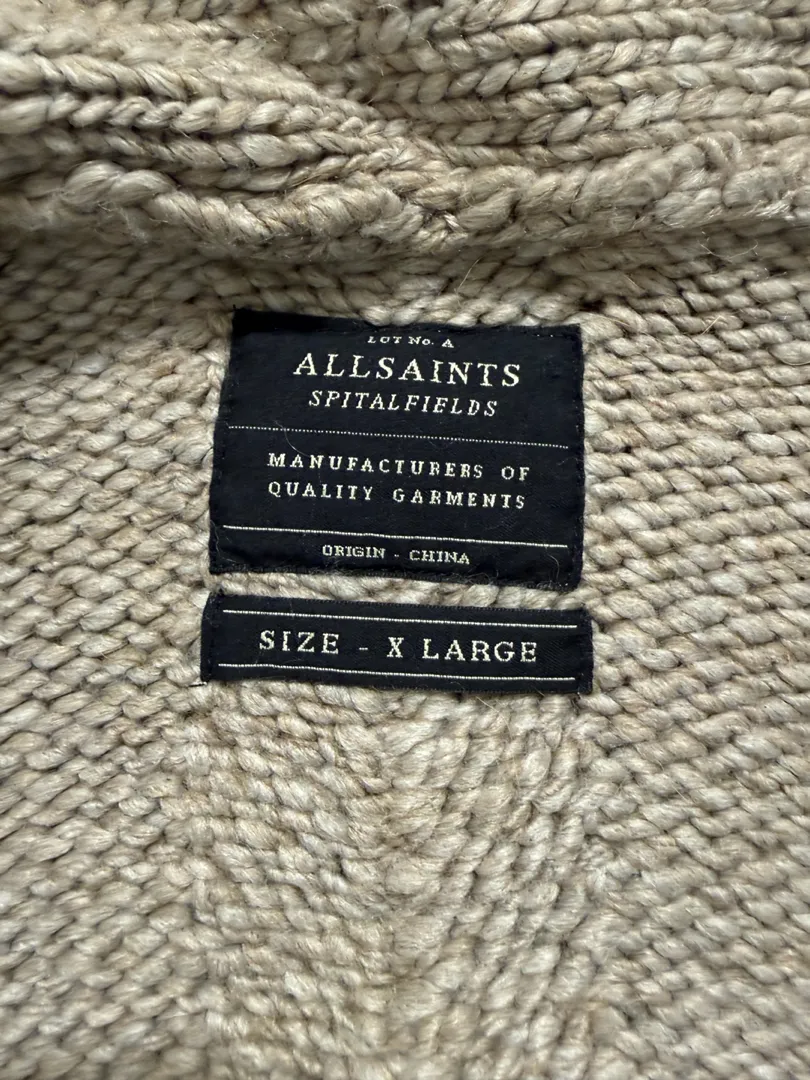 LOT No. A
ALLSAINTS
SPITALFIELDS
MANUFACTURERS OF
QUALITY GARMENTS
ORIGIN - CHINA
SIZE - X LARGE